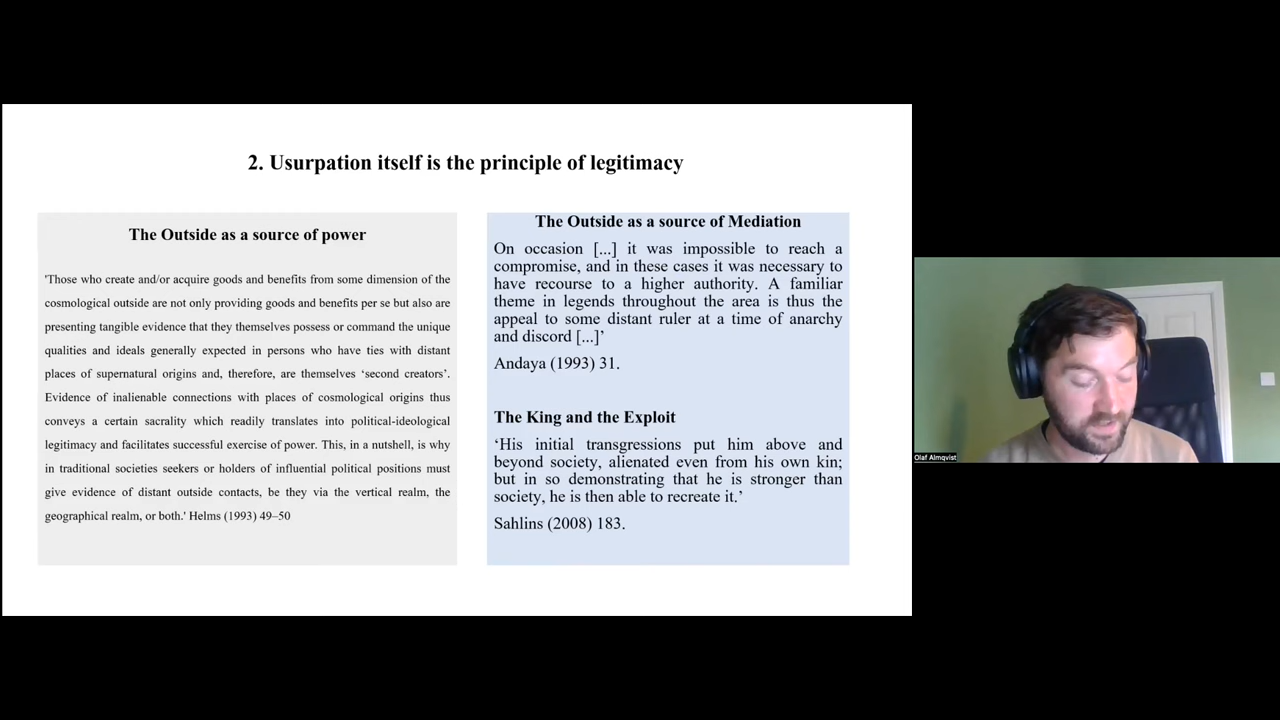 2. Usurpation itself is the principle of legitimacy
The Outside as a source of power
'Those who create and/or acquire goods and benefits from some dimension of the
cosmological outside are not only providing goods and benefits per se but also are
presenting tangible evidence that they themselves possess or command the unique
qualities and ideals generally expected in persons who have ties with distant
places of supernatural origins and, therefore, are themselves ‘second creators’.
Evidence of inalienable connections with places of cosmological origins thus
conveys a certain sacrality which readily translates into political-ideological
legitimacy and facilitates successful exercise of power. This, in a nutshell, is why
in traditional societies seekers or holders of influential political positions must
give evidence of distant outside contacts, be they via the vertical realm, the
geographical realm, or both.' Helms (1993) 49–50
The Outside as a source of Mediation
On occasion [...] it was impossible to reach a
compromise, and in these cases it was necessary to
have recourse to a higher authority. A familiar
theme in legends throughout the area is thus the
appeal to some distant ruler at a time of anarchy
and discord [...]’
Andaya (1993) 31.
The King and the Exploit
‘His initial transgressions put him above and
beyond society, alienated even from his own kin;
but in so demonstrating that he is stronger than
society, he is then able to recreate it.’
Sahlins (2008) 183.
Olaf Almqvist